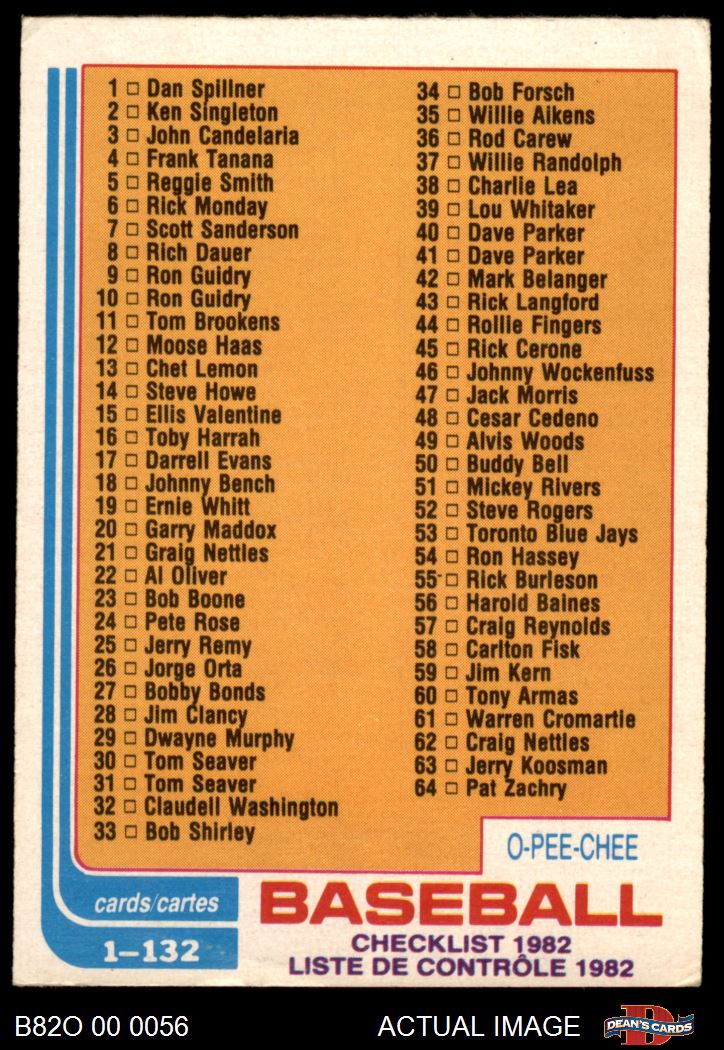 1 □ Dan Spillner
2 □ Ken Singleton
3 □ John Candelaria
4 □ Frank Tanana
5 □ Reggie Smith
6 □ Rick Monday
7 □ Scott Sanderson
8 □ Rich Dauer
9 □ Ron Guidry
10 □ Ron Guidry
11 □ Tom Brookens
12 □ Moose Haas
13 □ Chet Lemon
14 □ Steve Howe
15 □ Ellis Valentine
16 □ Toby Harrah
17 □ Darrell Evans
18 □ Johnny Bench
19 □ Ernie Whitt
20 □ Garry Maddox
21 □ Graig Nettles
22 □ Al Oliver
23 □ Bob Boone
24 □ Pete Rose
25 □ Jerry Remy
26 □ Jorge Orta
27 □ Bobby Bonds
28 □ Jim Clancy
29 □ Dwayne Murphy
30 □ Tom Seaver
31 □ Tom Seaver
32 □ Claudell Washington
33 □ Bob Shirley
34 □ Bob Forsch
35 □ Willie Aikens
36 □ Rod Carew
37 □ Willie Randolph
38 □ Charlie Lea
39 □ Lou Whitaker
40 □ Dave Parker
41 □ Dave Parker
42 □ Mark Belanger
43 □ Rick Langford
44 □ Rollie Fingers
45 □ Rick Cerone
46 □ Johnny Wockenfuss
47 □ Jack Morris
48 □ Cesar Cedeno
49 □ Alvis Woods
50 □ Buddy Bell
51 □ Mickey Rivers
52 □ Steve Rogers
53 □ Toronto Blue Jays
54 □ Ron Hassey
55 □ Rick Burleson
56 □ Harold Baines
57 □ Craig Reynolds
58 □ Carlton Fisk
59 □ Jim Kern
60 □ Tony Armas
61 □ Warren Cromartie
62 □ Craig Nettles
63 □ Jerry Koosman
64 □ Pat Zachry
O-PEE-CHEE
cards/cartes
1-132
BASEBALL
CHECKLIST 1982
LISTE DE CONTRÔLE 1982
B82O 00 0056
ACTUAL IMAGE
DEAN'S CARDS